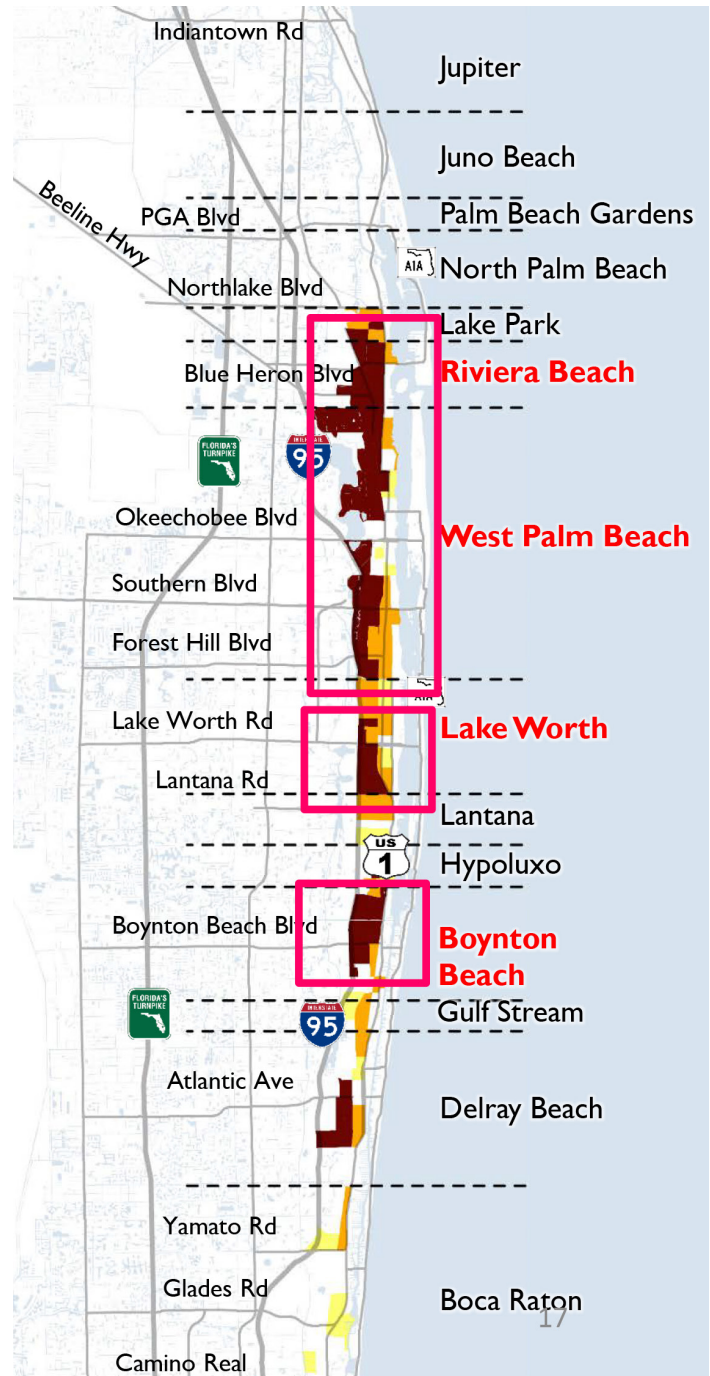 Indiantown Rd
Jupiter
Juno Beach
Beeline Hwy
PGA Blvd
Palm Beach Gardens
A1A
North Palm Beach
Northlake Blvd
Lake Park
Blue Heron Blvd
Riviera Beach
FLORIDA'S
TURNPIKE
INTERSTATE
95
Okeechobee Blvd
West Palm Beach
Southern Blvd
Forest Hill Blvd
A1A
Lake Worth Rd
Lake Worth
Lantana Rd
Lantana
US
1
Hypoluxo
Boynton Beach Blvd
Boynton
Beach
FLORIDA'S
TURNPIKE
INTERSTATE
95
Gulf Stream
Atlantic Ave
Delray Beach
Yamato Rd
Glades Rd
Boca Raton
17
Camino Real